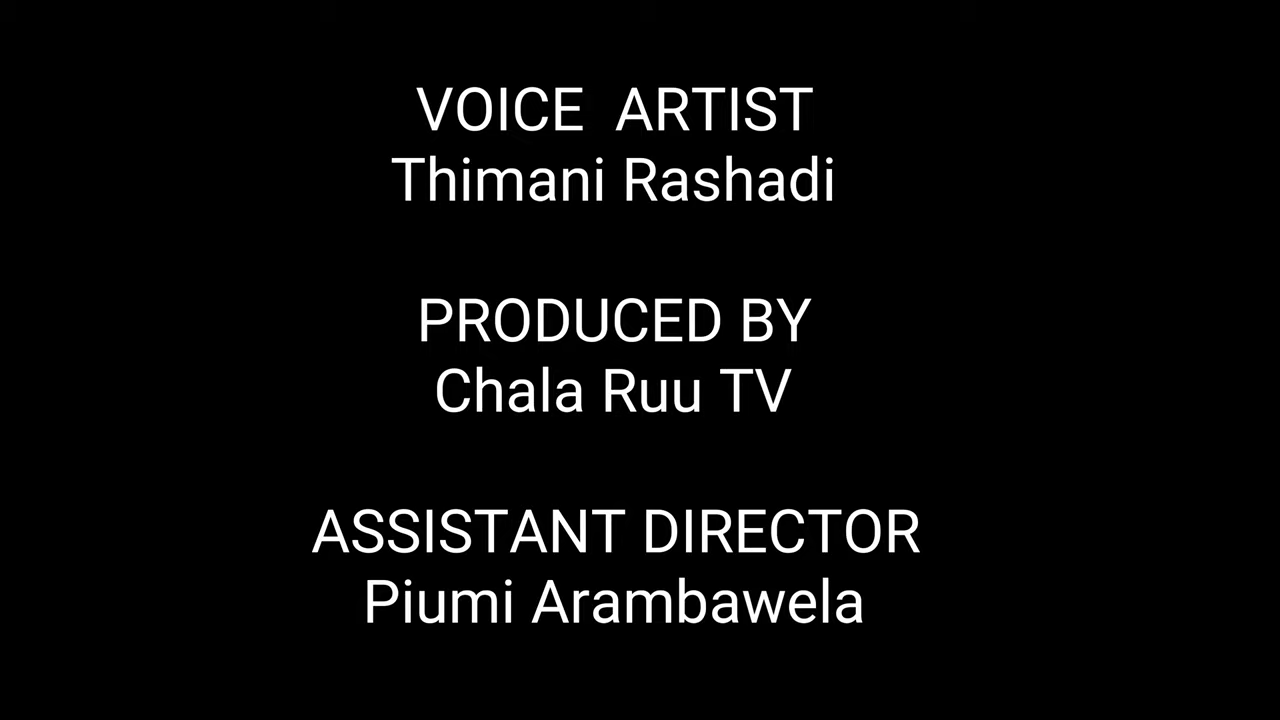 VOICE  ARTIST
Thimani Rashadi
PRODUCED BY
Chala Ruu TV
ASSISTANT DIRECTOR
Piumi Arambawela